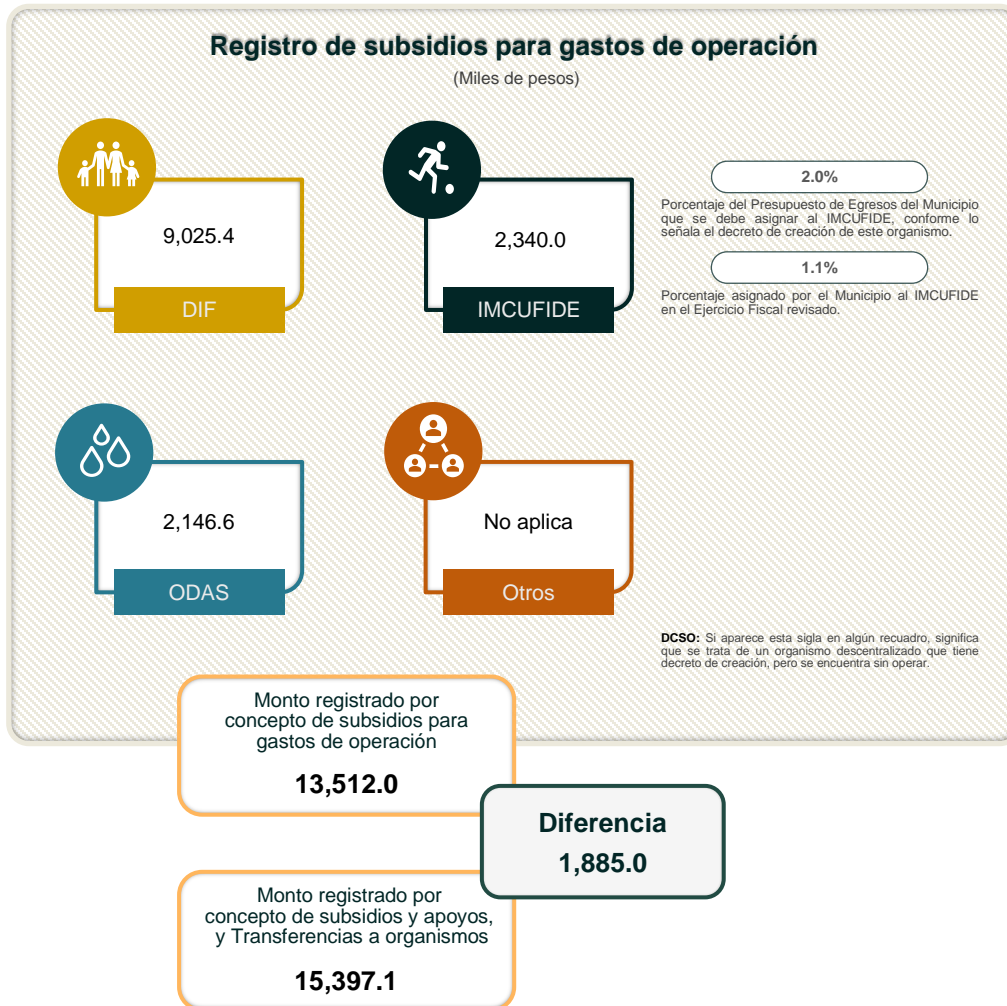 Registro de subsidios para gastos de operación
(Miles de pesos)
9,025.4
DIF
2,340.0
IMCUFIDE
2.0%
Porcentaje del Presupuesto de Egresos del Municipio
que se debe asignar al IMCUFIDE, conforme lo
señala el decreto de creación de este organismo.
1.1%
Porcentaje asignado por el Municipio al IMCUFIDE
en el Ejercicio Fiscal revisado.
2,146.6
ODAS
No aplica
Otros
DCSO: Si aparece esta sigla en algún recuadro, significa
que se trata de un organismo descentralizado que tiene
decreto de creación, pero se encuentra sin operar.
Monto registrado por
concepto de subsidios para
gastos de operación
13,512.0
Diferencia
1,885.0
Monto registrado por
concepto de subsidios y apoyos,
y Transferencias a organismos
15,397.1